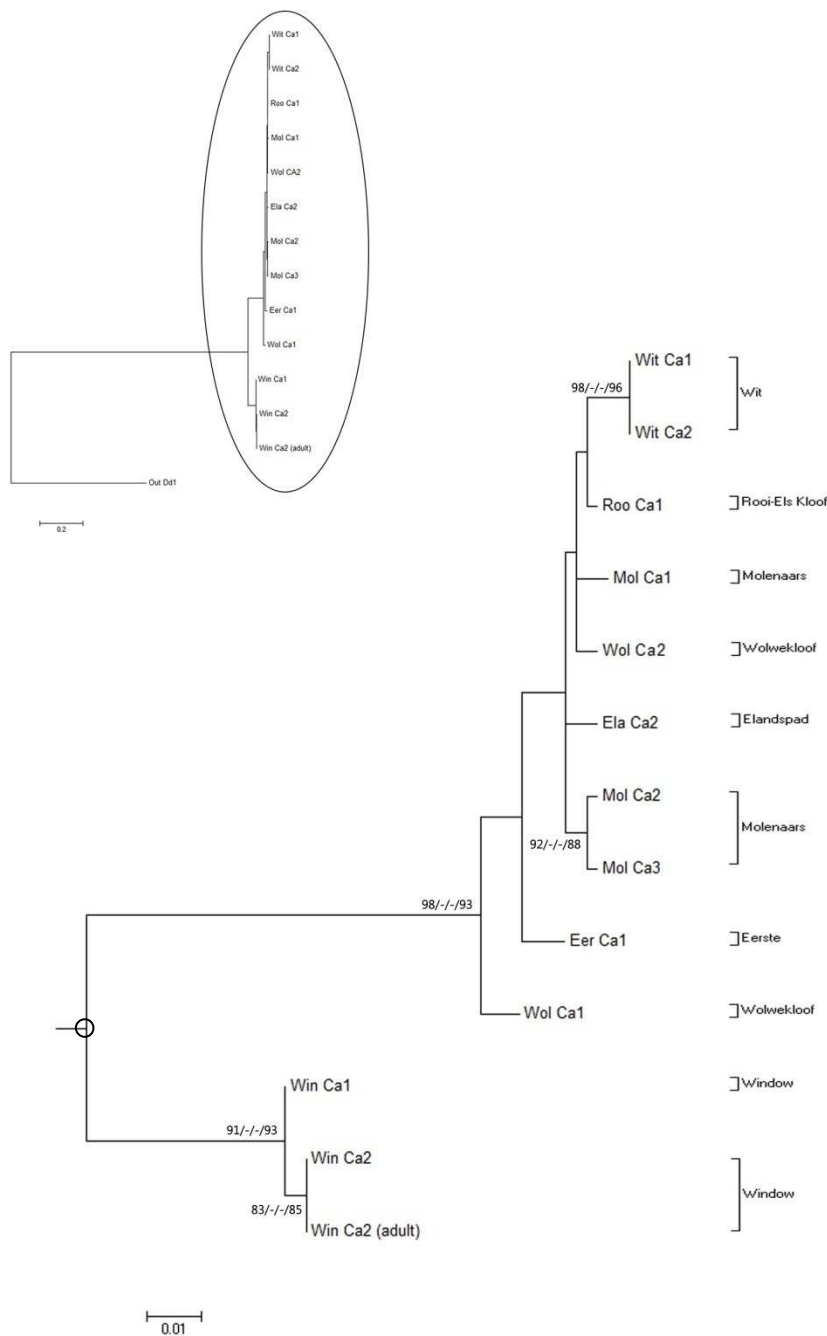 Wit Ca1
Wit Ca2
Roo Ca1
Mol Ca1
Wol CA2
Ela Ca2
Mol Ca2
Mol Ca3
Eer Ca1
Wol Ca1
Win Ca1
Win Ca2
Win Ca2 (adult)
Out Dd1
0.2
98/-/-/96
Wit Ca1
Wit Ca2
Wit
Roo Ca1
Rooi-Els Kloof
Mol Ca1
Molenaars
Wol Ca2
Wolwekloof
Ela Ca2
Elandspad
Mol Ca2
Molenaars
92/-/-/88
Mol Ca3
98/-/-/93
Eer Ca1
Eerste
Wol Ca1
Wolwekloof
Win Ca1
Window
91/-/-/93
Win Ca2
Window
83/-/-/85
Win Ca2 (adult)
0.01